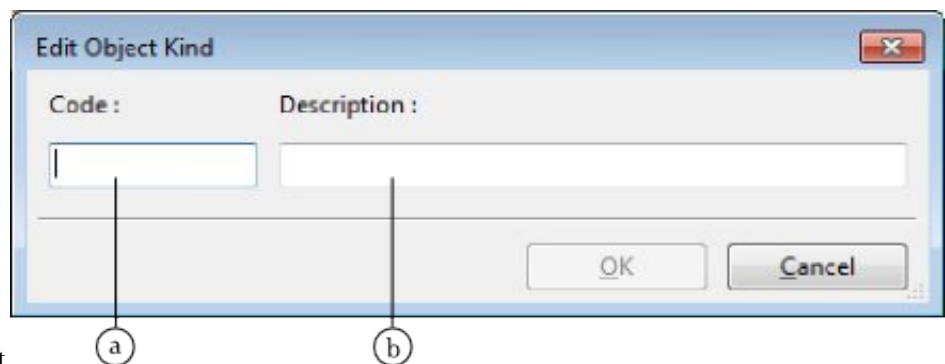 Edit Object Kind
Code :
Description :
OK
Cancel
t
a
b